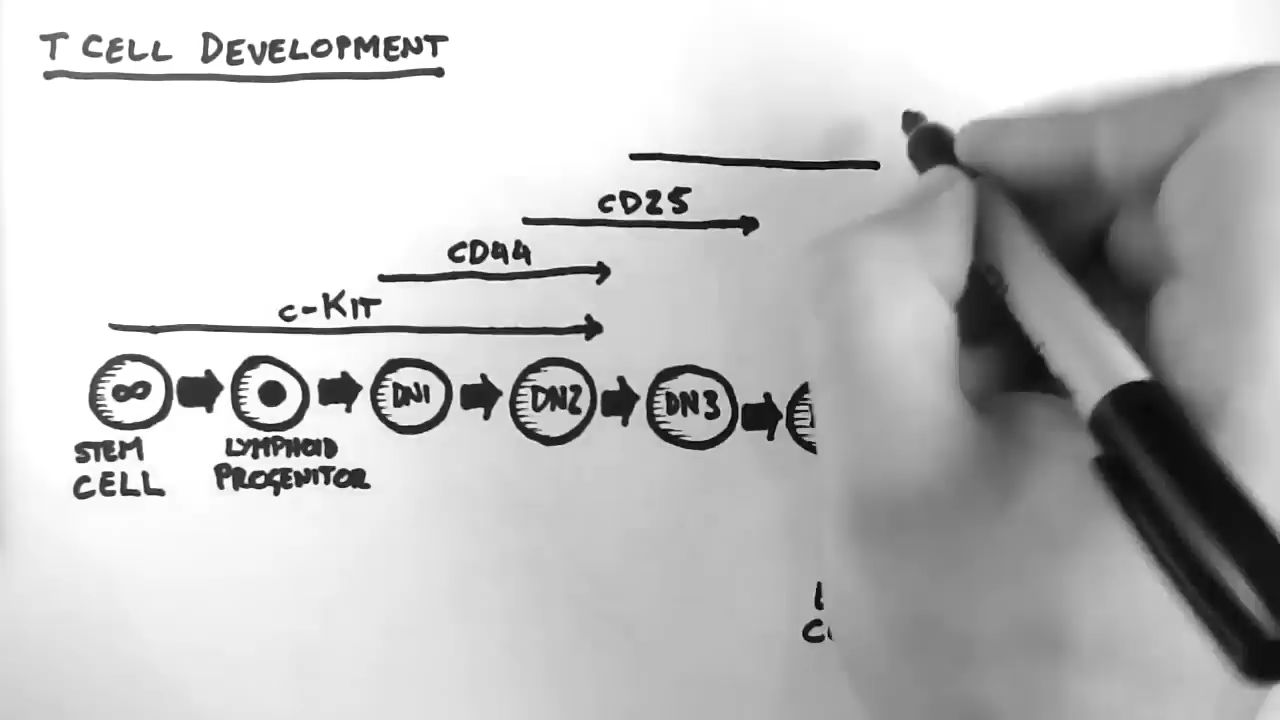 T CELL DEVELOPMENT
CD25
CD44
c-KIT
∞
DN1
DN2
DN3
STEM
CELL
LYMPHOID
PROGENITOR